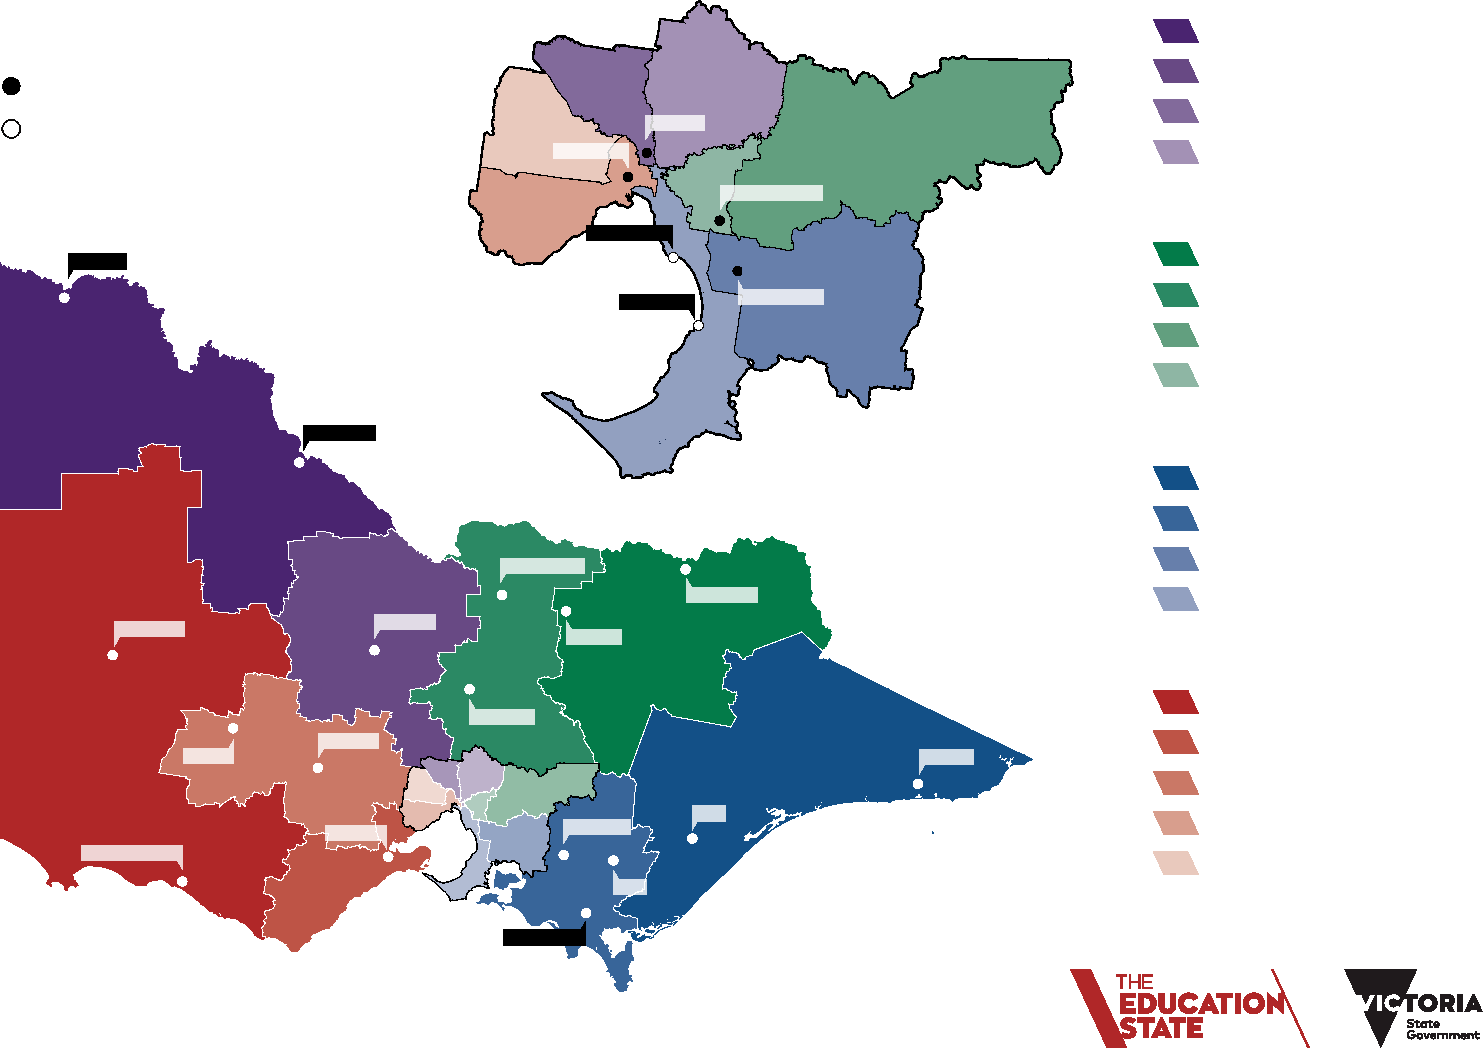 THE
EDUCATION
STATE
VICTORIA
State
Government